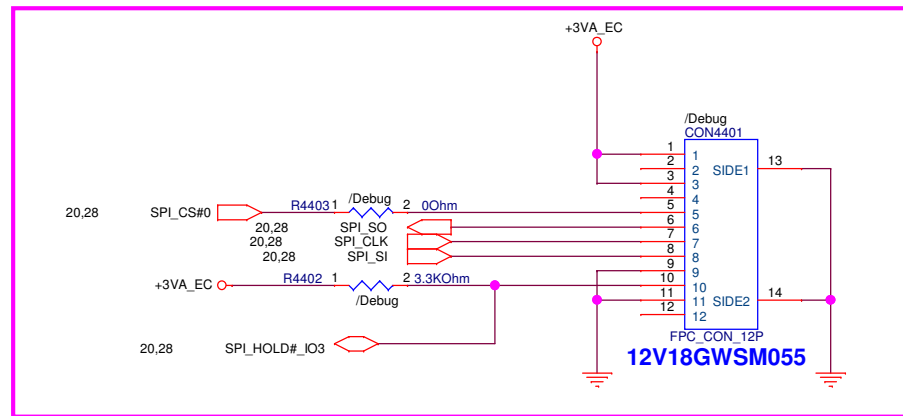 +3VA_EC
/Debug
CON4401
1 1 SIDE1 13
2 2
3 3
4 4
20,28 SPI_CS#0 R4403 1 /Debug 2 0Ohm 5 5
20,28 SPI_SO 6 6
20,28 SPI_CLK 7 7
20,28 SPI_SI 8 8
9 9
+3VA_EC R4402 1 2 3.3KOhm 10 10
/Debug
11 11 SIDE2 14
12 12
FPC_CON_12P
20,28 SPI_HOLD#_IO3
12V18GWSM055